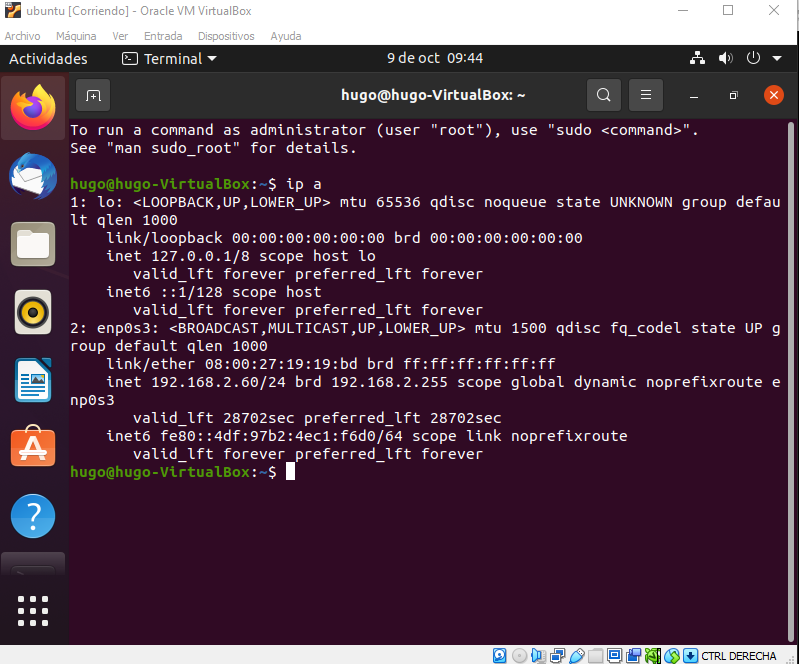 ubuntu [Corriendo] - Oracle VM VirtualBox
Archivo Máquina Ver Entrada Dispositivos Ayuda
Actividades Terminal 9 de oct 09:44
hugo@hugo-VirtualBox: ~
To run a command as administrator (user "root"), use "sudo <command>".
See "man sudo_root" for details.
hugo@hugo-VirtualBox:~$ ip a
1: lo: <LOOPBACK,UP,LOWER_UP> mtu 65536 qdisc noqueue state UNKNOWN group defau
lt qlen 1000
link/loopback 00:00:00:00:00:00 brd 00:00:00:00:00:00
inet 127.0.0.1/8 scope host lo
valid_lft forever preferred_lft forever
inet6 ::1/128 scope host
valid_lft forever preferred_lft forever
2: enp0s3: <BROADCAST,MULTICAST,UP,LOWER_UP> mtu 1500 qdisc fq_codel state UP g
roup default qlen 1000
link/ether 08:00:27:19:19:bd brd ff:ff:ff:ff:ff:ff
inet 192.168.2.60/24 brd 192.168.2.255 scope global dynamic noprefixroute e
np0s3
valid_lft 28702sec preferred_lft 28702sec
inet6 fe80::4df:97b2:4ec1:f6d0/64 scope link noprefixroute
valid_lft forever preferred_lft forever
hugo@hugo-VirtualBox:~$
CTRL DERECHA